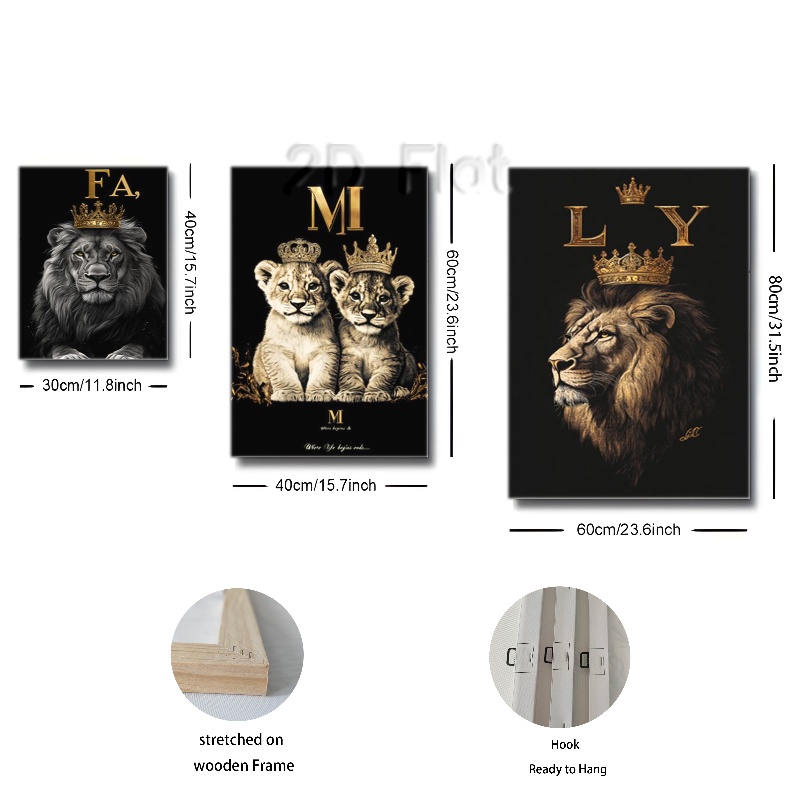 2D Flat
FA,
40cm/15.7inch
30cm/11.8inch
MI
M
60cm/23.6inch
40cm/15.7inch
L Y
80cm/31.5inch
60cm/23.6inch
stretched on
wooden Frame
Hook
Ready to Hang